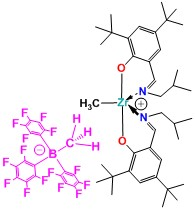 O
N
H₃C Zr +
F F
F F C H
F B − H
H
N
O
F F F
F F F
F F F
F